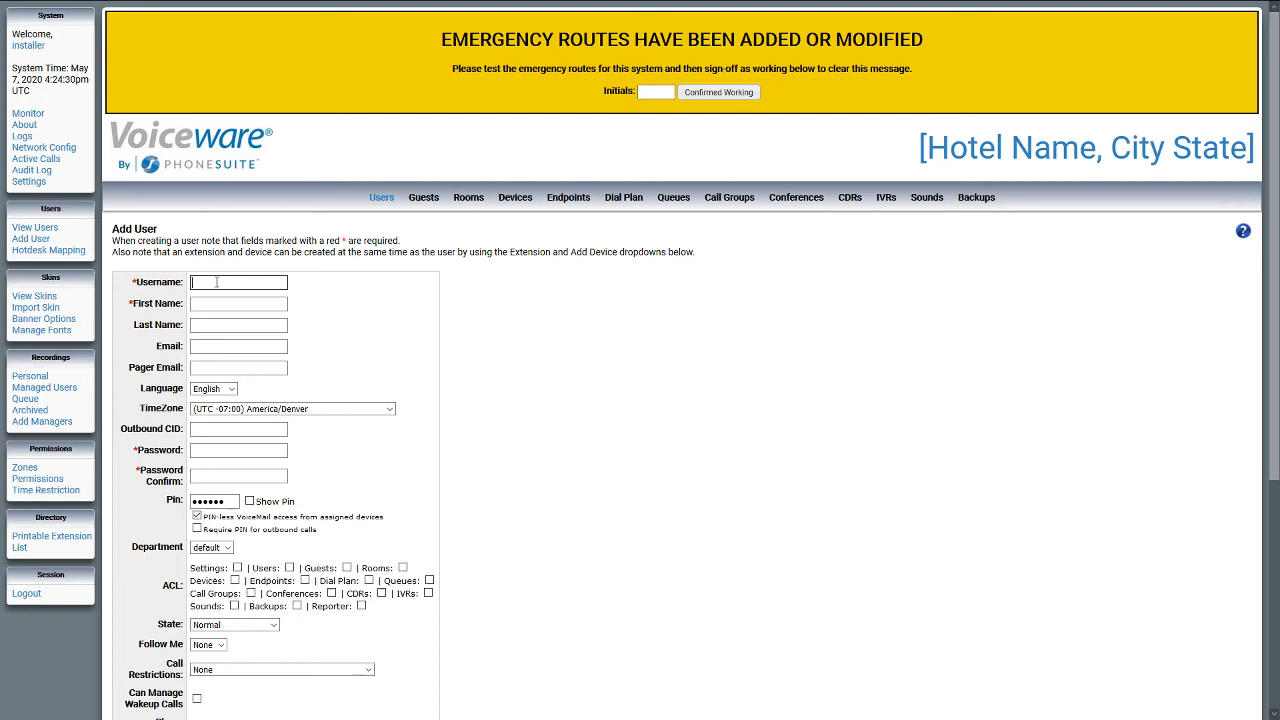 System
Welcome,
installer
System Time: May
7, 2020 4:24:30pm
UTC
Monitor
About
Logs
Network Config
Active Calls
Audit Log
Settings
Users
View Users
Add User
Hotdesk Mapping
Skins
View Skins
Import Skin
Banner Options
Manage Fonts
Recordings
Personal
Managed Users
Queue
Archived
Add Managers
Permissions
Zones
Permissions
Time Restriction
Directory
Printable Extension
List
Session
Logout
EMERGENCY ROUTES HAVE BEEN ADDED OR MODIFIED
Please test the emergency routes for this system and then sign-off as working below to clear this message.
Initials: Confirmed Working
Voiceware®
By PHONESUITE™
[Hotel Name, City State]
Users Guests Rooms Devices Endpoints Dial Plan Queues Call Groups Conferences CDRs IVRs Sounds Backups
Add User
When creating a user note that fields marked with a red * are required.
Also note that an extension and device can be created at the same time as the user by using the Extension and Add Device dropdowns below.
?
*Username:
*First Name:
Last Name:
Email:
Pager Email:
Language English
TimeZone (UTC -07:00) America/Denver
Outbound CID:
*Password:
*Password
Confirm:
Pin: •••••• Show Pin
PIN-less VoiceMail access from assigned devices
Require PIN for outbound calls
Department default
ACL:
Settings: | Users: | Guests: | Rooms:
Devices: | Endpoints: | Dial Plan: | Queues:
Call Groups: | Conferences: | CDRs: | IVRs:
Sounds: | Backups: | Reporter:
State: Normal
Follow Me None
Call
Restrictions: None
Can Manage
Wakeup Calls